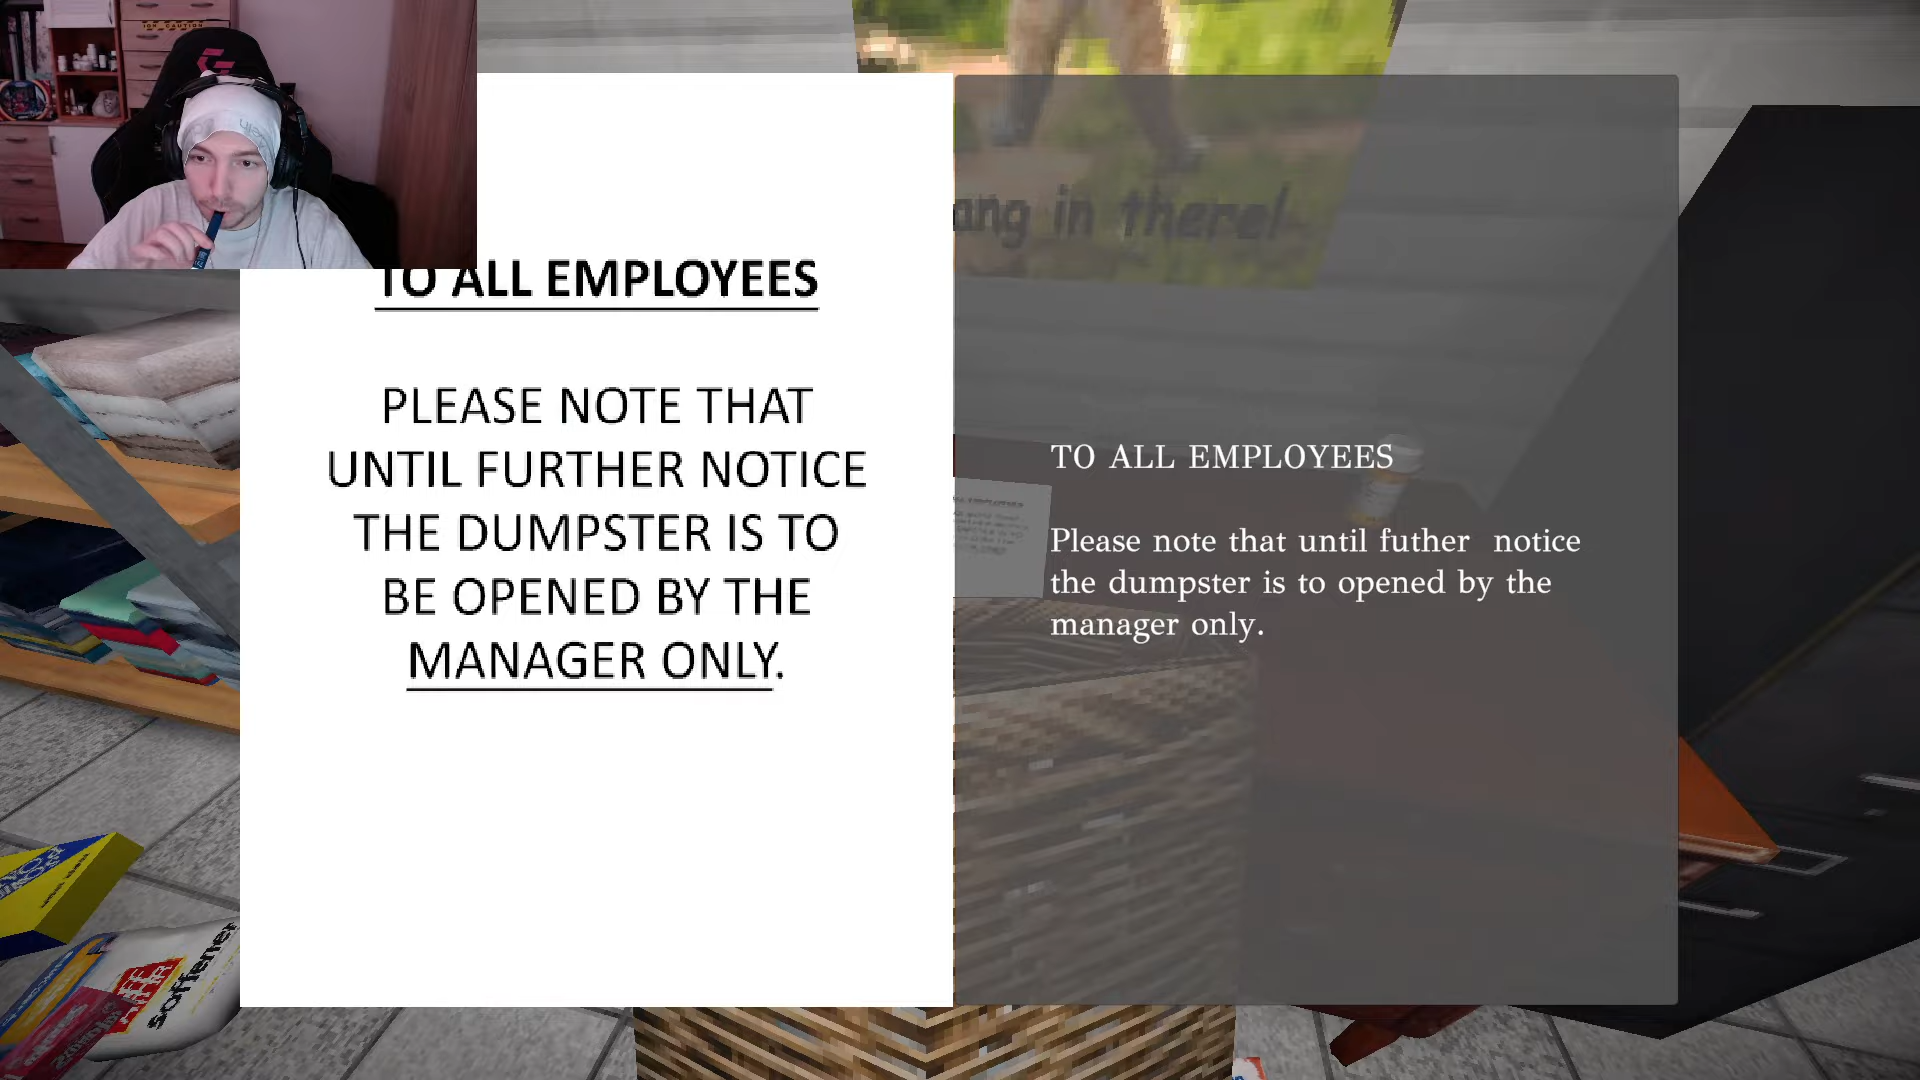 TO ALL EMPLOYEES
PLEASE NOTE THAT
UNTIL FURTHER NOTICE
THE DUMPSTER IS TO
BE OPENED BY THE
MANAGER ONLY.
ang in there!
TO ALL EMPLOYEES
Please note that until futher notice
the dumpster is to opened by the
manager only.
softener